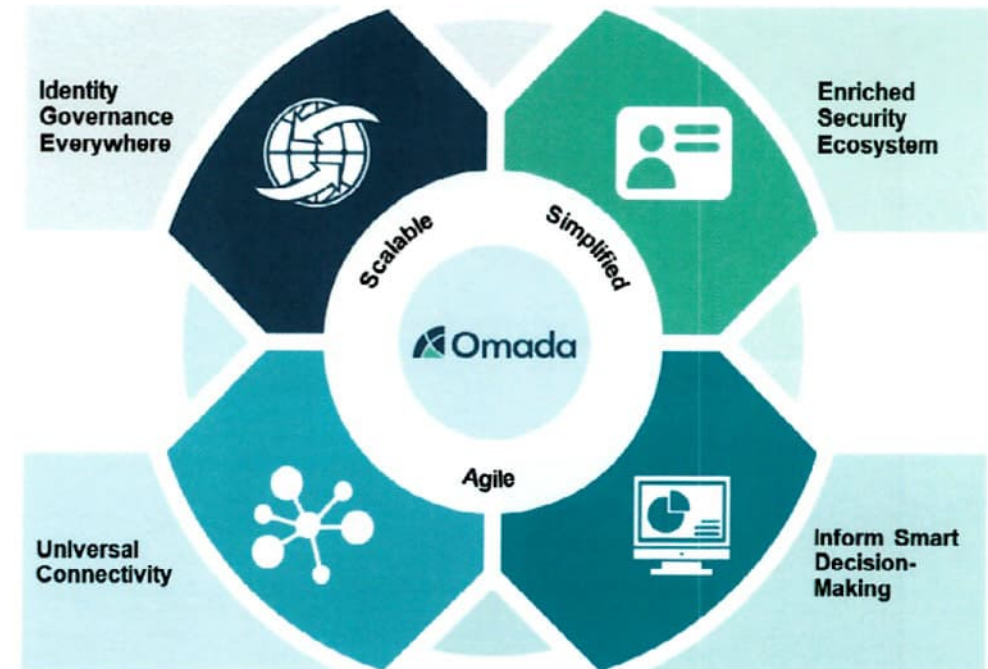 Identity
Governance
Everywhere
Enriched
Security
Ecosystem
Scalable
Simplified
Omada
Agile
Universal
Connectivity
Inform Smart
Decision-
Making